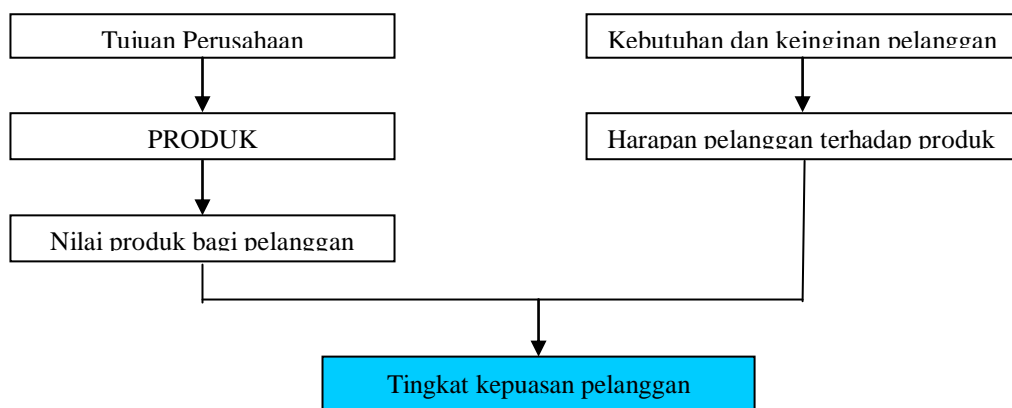 Tujuan Perusahaan
Kebutuhan dan keinginan pelanggan
PRODUK
Harapan pelanggan terhadap produk
Nilai produk bagi pelanggan
Tingkat kepuasan pelanggan